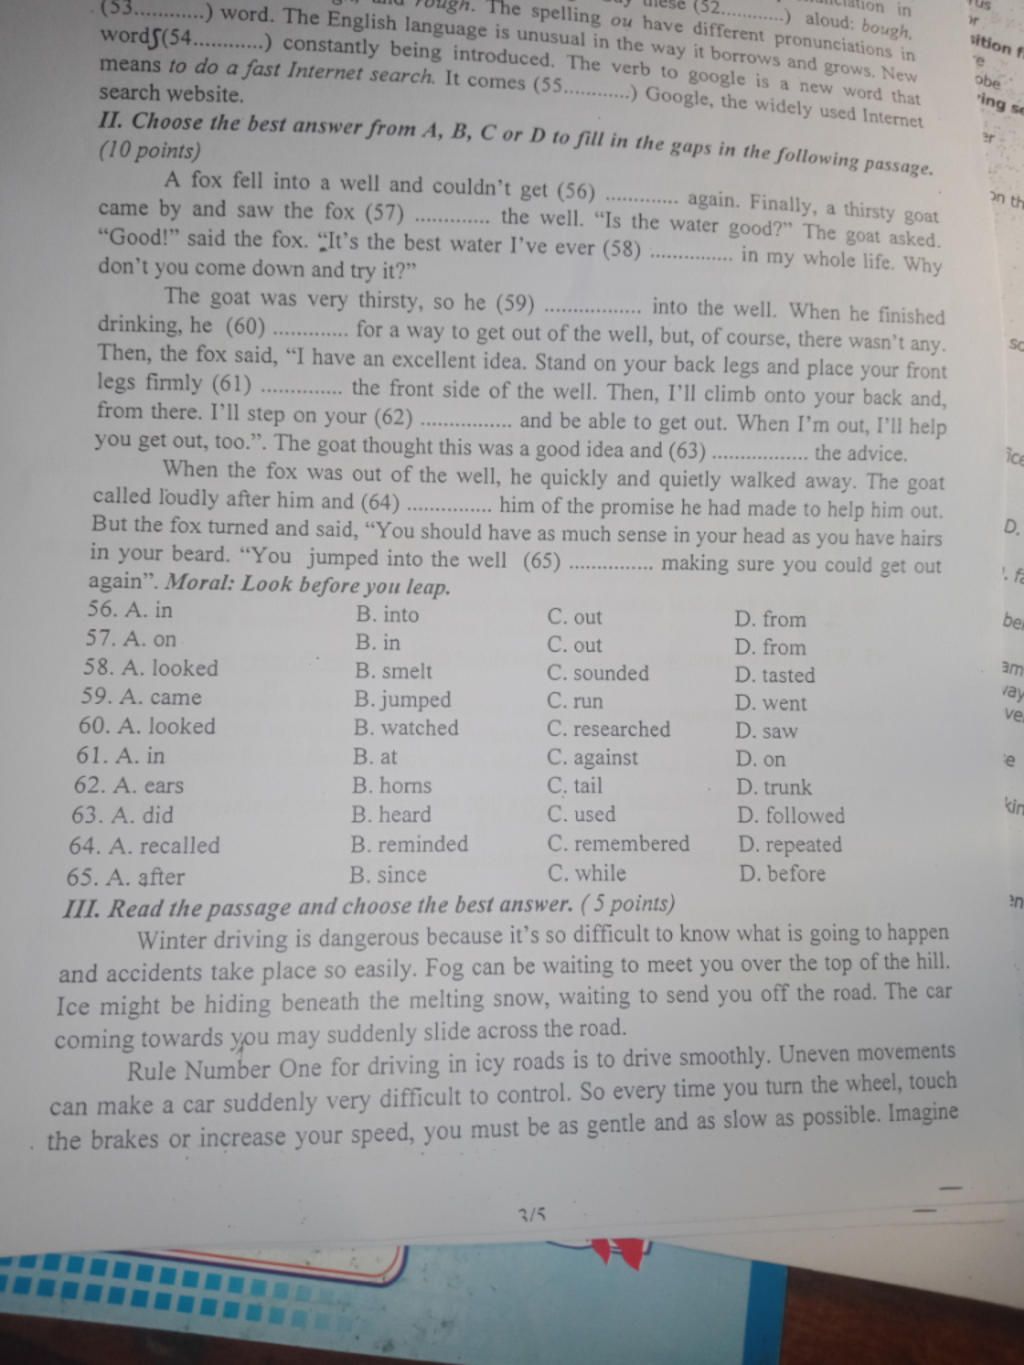 rough. The spelling ou have different pronunciations in
these (52............) aloud: bough,
(53............) word. The English language is unusual in the way it borrows and grows. New
words(54............) constantly being introduced. The verb to google is a new word that
means to do a fast Internet search. It comes (55............) Google, the widely used Internet
search website.
II. Choose the best answer from A, B, C or D to fill in the gaps in the following passage.
(10 points)
A fox fell into a well and couldn't get (56) ............. again. Finally, a thirsty goat
came by and saw the fox (57) ............. the well. "Is the water good?" The goat asked.
"Good!" said the fox. "It's the best water I've ever (58) ............... in my whole life. Why
don't you come down and try it?"
The goat was very thirsty, so he (59) ................. into the well. When he finished
drinking, he (60) ............. for a way to get out of the well, but, of course, there wasn't any.
Then, the fox said, "I have an excellent idea. Stand on your back legs and place your front
legs firmly (61) .............. the front side of the well. Then, I'll climb onto your back and,
from there. I'll step on your (62) ................ and be able to get out. When I'm out, I'll help
you get out, too.". The goat thought this was a good idea and (63) ................. the advice.
When the fox was out of the well, he quickly and quietly walked away. The goat
called loudly after him and (64) ............... him of the promise he had made to help him out.
But the fox turned and said, "You should have as much sense in your head as you have hairs
in your beard. "You jumped into the well (65) ............... making sure you could get out
again". Moral: Look before you leap.
56. A. in B. into C. out D. from
57. A. on B. in C. out D. from
58. A. looked B. smelt C. sounded D. tasted
59. A. came B. jumped C. run D. went
60. A. looked B. watched C. researched D. saw
61. A. in B. at C. against D. on
62. A. ears B. horns C. tail D. trunk
63. A. did B. heard C. used D. followed
64. A. recalled B. reminded C. remembered D. repeated
65. A. after B. since C. while D. before
III. Read the passage and choose the best answer. ( 5 points)
Winter driving is dangerous because it's so difficult to know what is going to happen
and accidents take place so easily. Fog can be waiting to meet you over the top of the hill.
Ice might be hiding beneath the melting snow, waiting to send you off the road. The car
coming towards you may suddenly slide across the road.
Rule Number One for driving in icy roads is to drive smoothly. Uneven movements
can make a car suddenly very difficult to control. So every time you turn the wheel, touch
the brakes or increase your speed, you must be as gentle and as slow as possible. Imagine
3/5